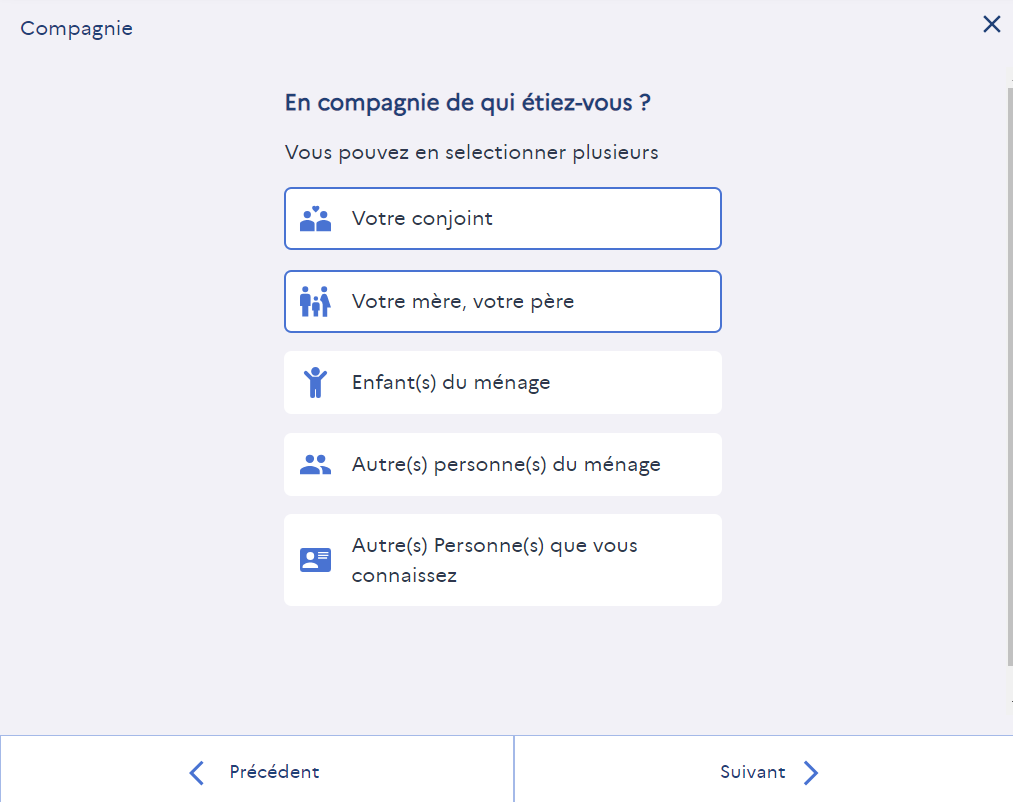 Compagnie
En compagnie de qui étiez-vous ?
Vous pouvez en selectionner plusieurs
Votre conjoint
Votre mère, votre père
Enfant(s) du ménage
Autre(s) personne(s) du ménage
Autre(s) Personne(s) que vous
connaissez
Précédent
Suivant